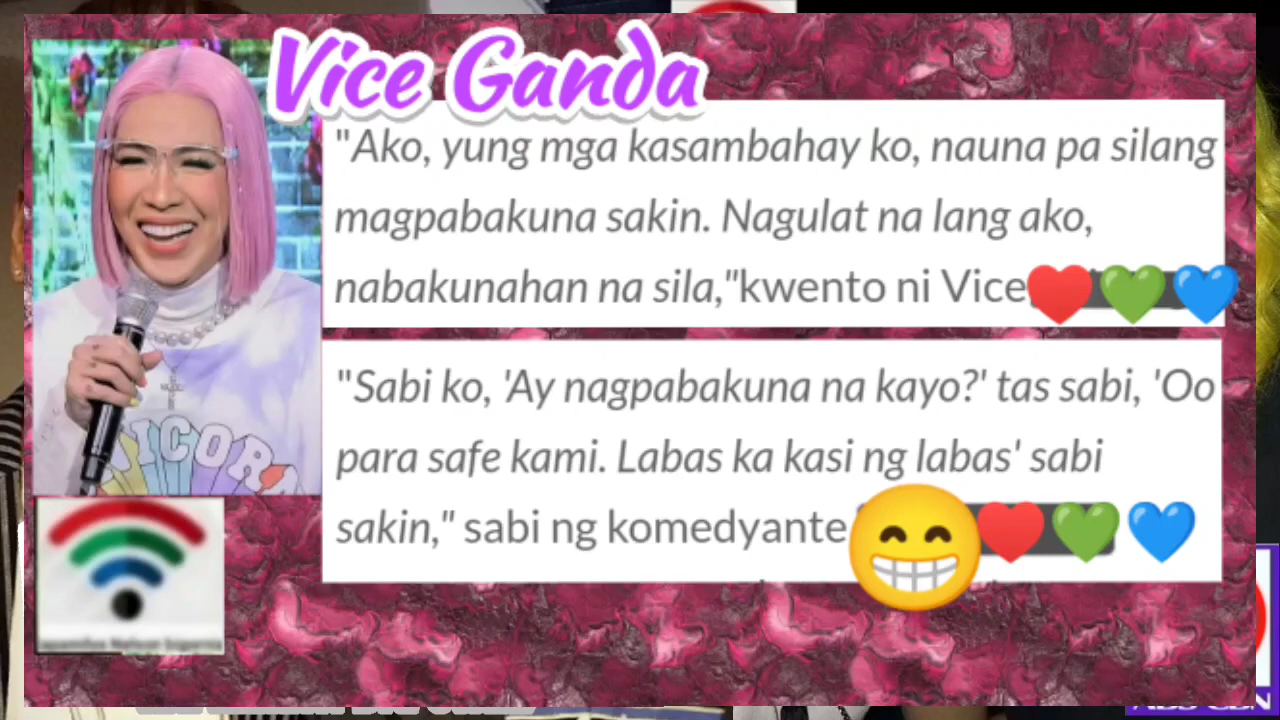 Vice Ganda
"Ako, yung mga kasambahay ko, nauna pa silang
magpabakuna sakin. Nagulat na lang ako,
nabakunahan na sila,"kwento ni Vice
"Sabi ko, 'Ay nagpabakuna na kayo?' tas sabi, 'Oo
para safe kami. Labas ka kasi ng labas' sabi
sakin," sabi ng komedyante